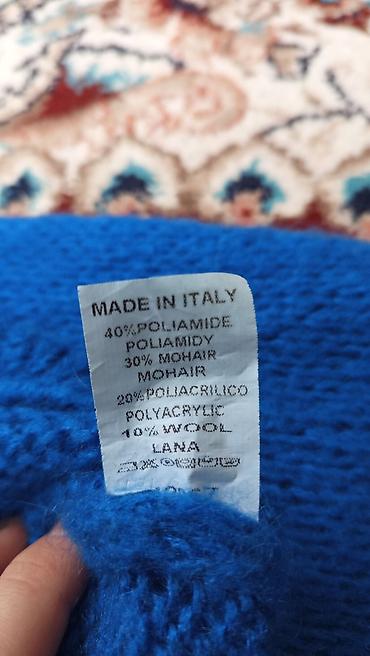 MADE IN ITALY
40%POLIAMIDE
POLIAMIDY
30% MOHAIR
MOHAIR
20%POLIACRILICO
POLYACRYLIC
10% WOOL
LANA